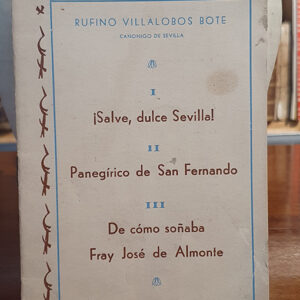 RUFINO VILLALOBOS BOTE
CANÓNIGO DE SEVILLA
I
¡Salve, dulce Sevilla!
II
Panegírico de San Fernando
III
De cómo soñaba
Fray José de Almonte